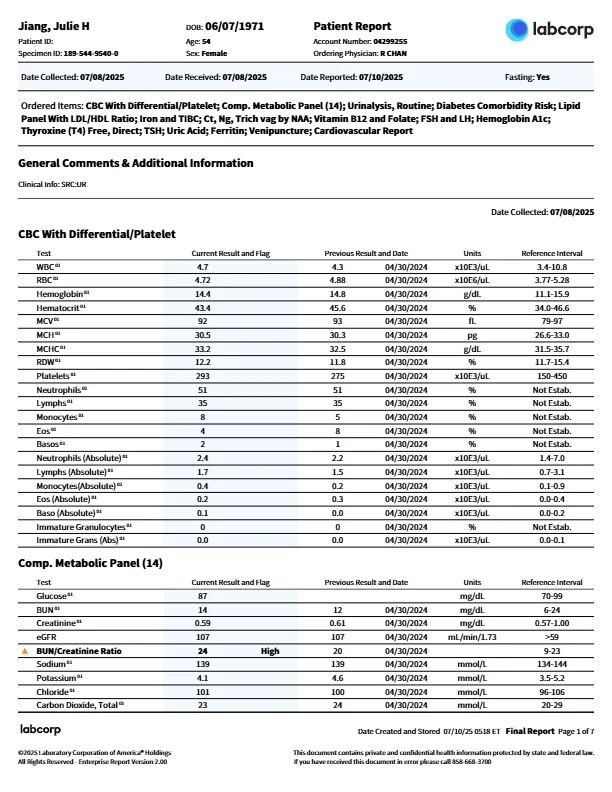 Jiang, Julie H
DOB: 06/07/1971
Patient Report
labcorp
Patient ID:
Age: 54
Account Number: 04299255
Specimen ID: 189-544-9540-0
Sex: Female
Ordering Physician: R CHAN
Date Collected: 07/08/2025 Date Received: 07/08/2025 Date Reported: 07/10/2025 Fasting: Yes
Ordered Items: CBC With Differential/Platelet; Comp. Metabolic Panel (14); Urinalysis, Routine; Diabetes Comorbidity Risk; Lipid
Panel With LDL/HDL Ratio; Iron and TIBC; Ct, Ng, Trich vag by NAA; Vitamin B12 and Folate; FSH and LH; Hemoglobin A1c;
Thyroxine (T4) Free, Direct; TSH; Uric Acid; Ferritin; Venipuncture; Cardiovascular Report
General Comments & Additional Information
Clinical Info: SRC:UR
Date Collected: 07/08/2025
CBC With Differential/Platelet
Test Current Result and Flag Previous Result and Date Units Reference Interval
WBC 01 4.7 4.3 04/30/2024 x10E3/uL 3.4-10.8
RBC 01 4.72 4.88 04/30/2024 x10E6/uL 3.77-5.28
Hemoglobin 01 14.4 14.8 04/30/2024 g/dL 11.1-15.9
Hematocrit 01 43.4 45.6 04/30/2024 % 34.0-46.6
MCV 01 92 93 04/30/2024 fL 79-97
MCH 01 30.5 30.3 04/30/2024 pg 26.6-33.0
MCHC 01 33.2 32.5 04/30/2024 g/dL 31.5-35.7
RDW 01 12.2 11.8 04/30/2024 % 11.7-15.4
Platelets 01 293 275 04/30/2024 x10E3/uL 150-450
Neutrophils 01 51 51 04/30/2024 % Not Estab.
Lymphs 01 35 35 04/30/2024 % Not Estab.
Monocytes 01 8 5 04/30/2024 % Not Estab.
Eos 01 4 8 04/30/2024 % Not Estab.
Basos 01 2 1 04/30/2024 % Not Estab.
Neutrophils (Absolute) 01 2.4 2.2 04/30/2024 x10E3/uL 1.4-7.0
Lymphs (Absolute) 01 1.7 1.5 04/30/2024 x10E3/uL 0.7-3.1
Monocytes(Absolute) 01 0.4 0.2 04/30/2024 x10E3/uL 0.1-0.9
Eos (Absolute) 01 0.2 0.3 04/30/2024 x10E3/uL 0.0-0.4
Baso (Absolute) 01 0.1 0.0 04/30/2024 x10E3/uL 0.0-0.2
Immature Granulocytes 01 0 0 04/30/2024 % Not Estab.
Immature Grans (Abs) 01 0.0 0.0 04/30/2024 x10E3/uL 0.0-0.1
Comp. Metabolic Panel (14)
Test Current Result and Flag Previous Result and Date Units Reference Interval
Glucose 01 87 mg/dL 70-99
BUN 01 14 12 04/30/2024 mg/dL 6-24
Creatinine 01 0.59 0.61 04/30/2024 mg/dL 0.57-1.00
eGFR 107 107 04/30/2024 mL/min/1.73 >59
BUN/Creatinine Ratio 24 High 20 04/30/2024 9-23
Sodium 01 139 139 04/30/2024 mmol/L 134-144
Potassium 01 4.1 4.6 04/30/2024 mmol/L 3.5-5.2
Chloride 01 101 100 04/30/2024 mmol/L 96-106
Carbon Dioxide, Total 01 23 24 04/30/2024 mmol/L 20-29
labcorp
Date Created and Stored 07/10/25 0518 ET Final Report Page 1 of 7
©2025 Laboratory Corporation of America® Holdings
All Rights Reserved - Enterprise Report Version 2.00
This document contains private and confidential health information protected by state and federal law.
If you have received this document in error please call 858-668-3700